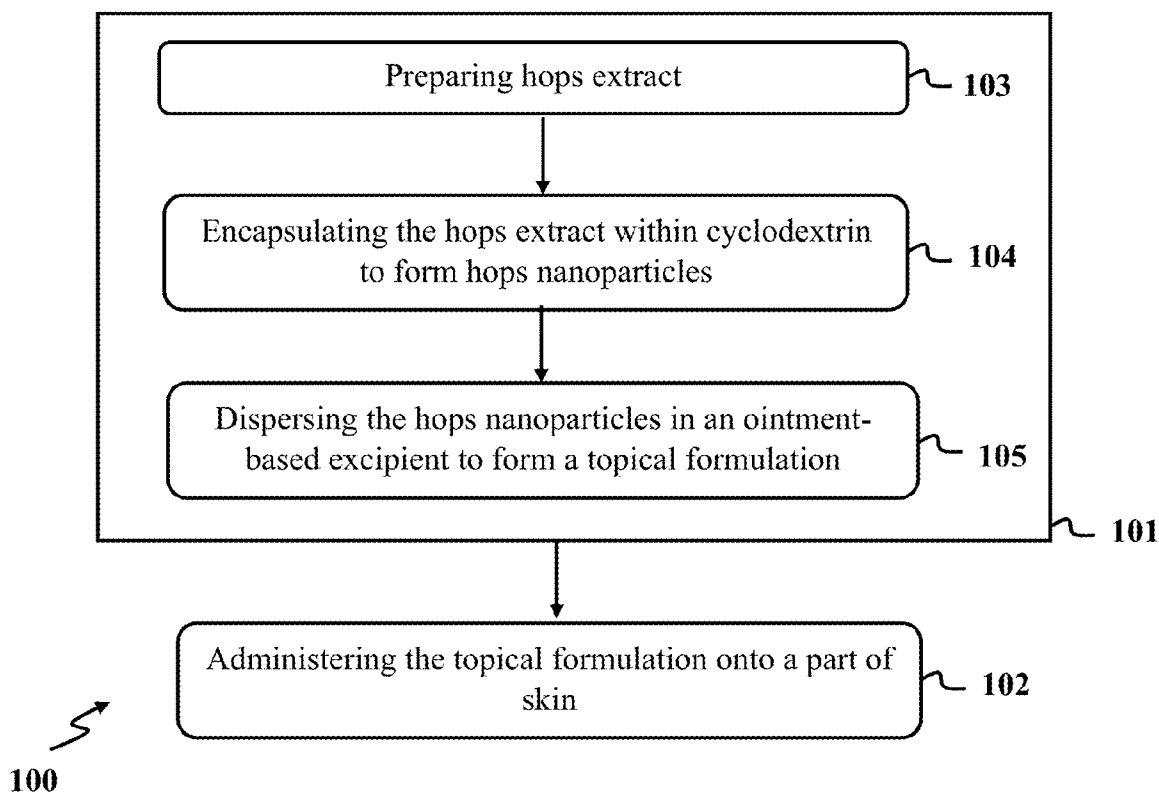 Preparing hops extract
103
Encapsulating the hops extract within cyclodextrin
to form hops nanoparticles
104
Dispersing the hops nanoparticles in an ointment-
based excipient to form a topical formulation
105
101
Administering the topical formulation onto a part of
skin
102
100